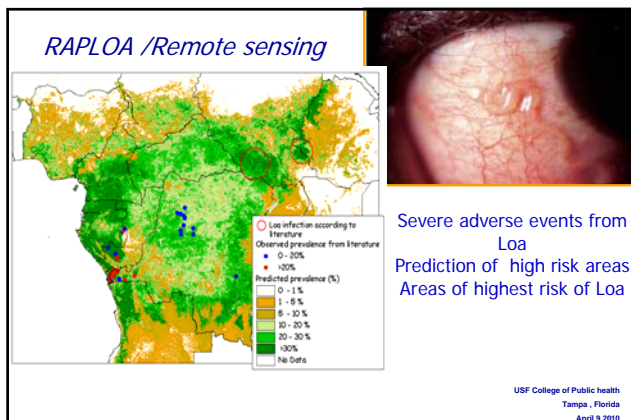 RAPLOA /Remote sensing
Loa infection according to
literature
Observed prevalence from literature
0 - 20%
>20%
Predicted prevalence (%)
0 - 1 %
1 - 5 %
5 - 10 %
10 - 20 %
20 - 30 %
>30%
No Data
Severe adverse events from
Loa
Prediction of high risk areas
Areas of highest risk of Loa
USF College of Public health
Tampa , Florida
April 9,2010